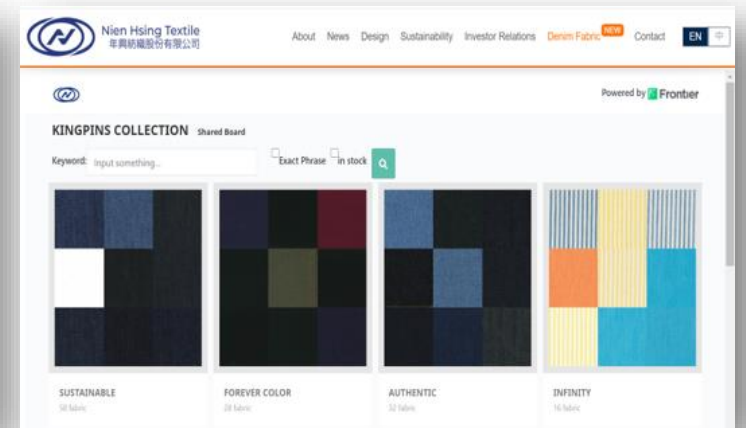 Nien Hsing Textile
年興紡織股份有限公司
About News Design Sustainability Investor Relations Denim Fabric NEW Contact EN 中
Powered by Frontier
KINGPINS COLLECTION Shared Board
Keyword: Input something... Exact Phrase in stock
SUSTAINABLE
58 fabric
FOREVER COLOR
28 fabric
AUTHENTIC
32 fabric
INFINITY
16 fabric